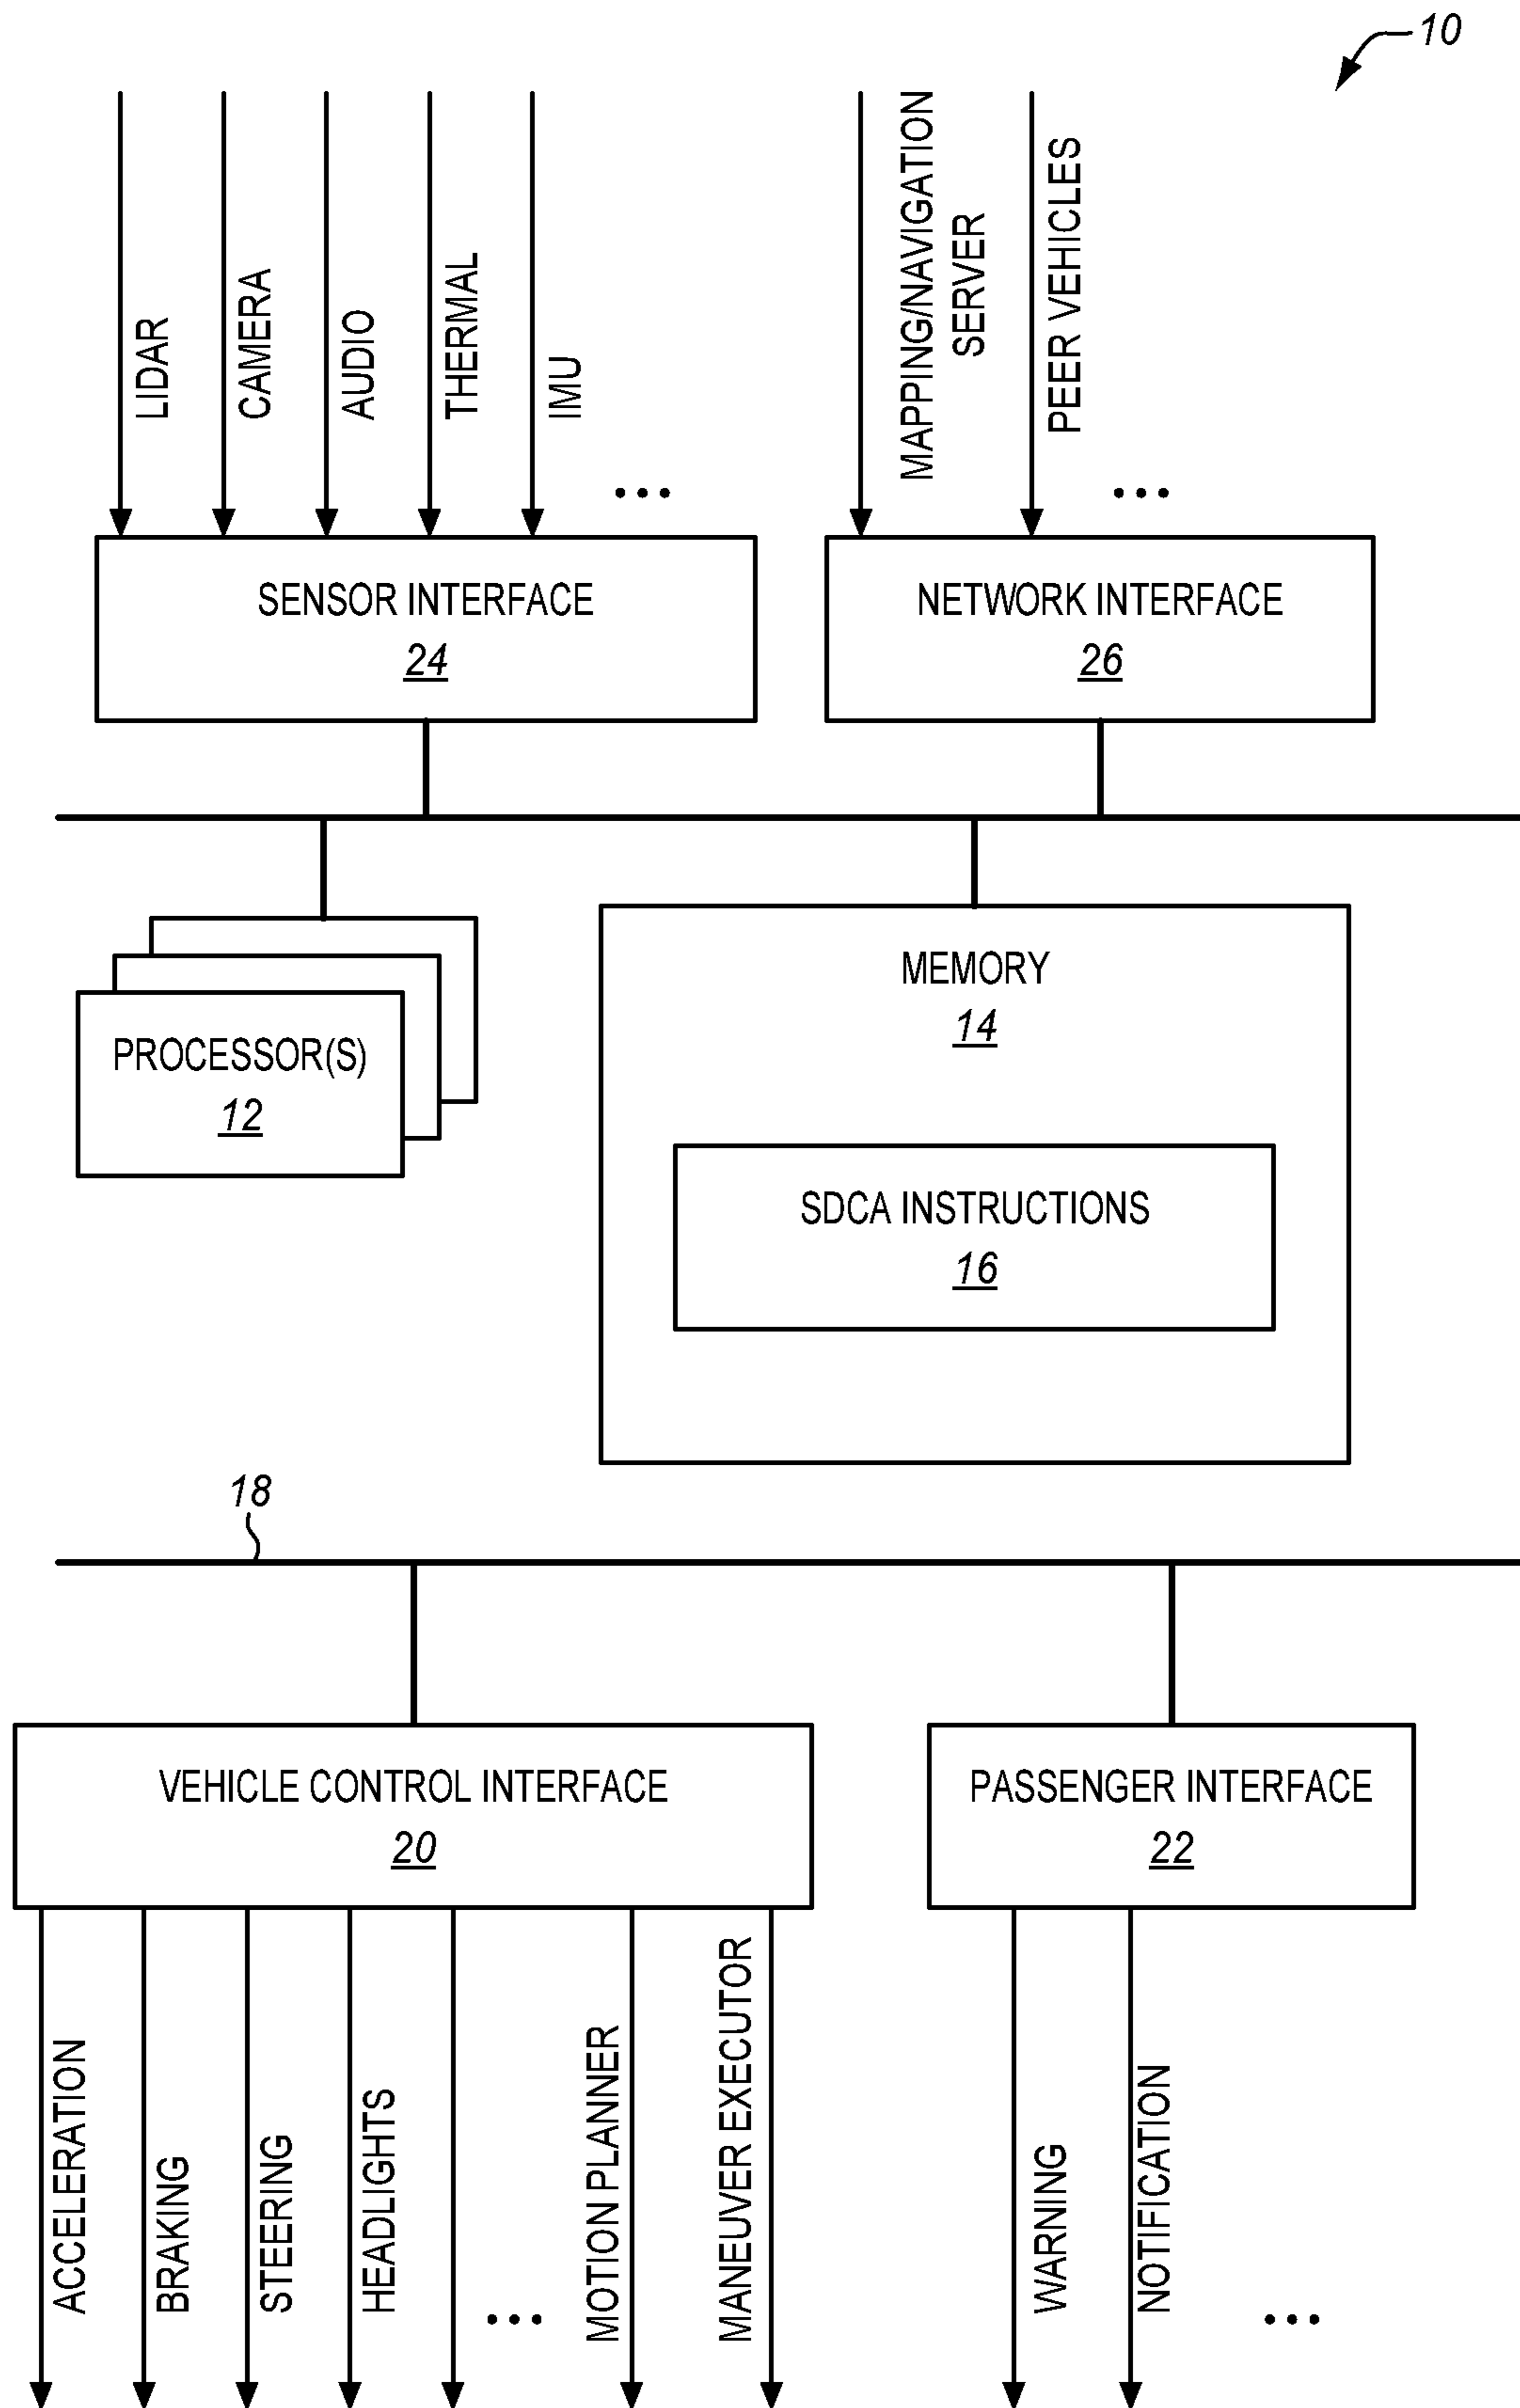 10
LIDAR
CAMERA
AUDIO
THERMAL
IMU
...
MAPPING/NAVIGATION
SERVER
PEER VEHICLES
...
SENSOR INTERFACE
24
NETWORK INTERFACE
26
PROCESSOR(S)
12
MEMORY
14
SDCA INSTRUCTIONS
16
18
VEHICLE CONTROL INTERFACE
20
PASSENGER INTERFACE
22
ACCELERATION
BRAKING
STEERING
HEADLIGHTS
...
MOTION PLANNER
MANEUVER EXECUTOR
WARNING
NOTIFICATION
...